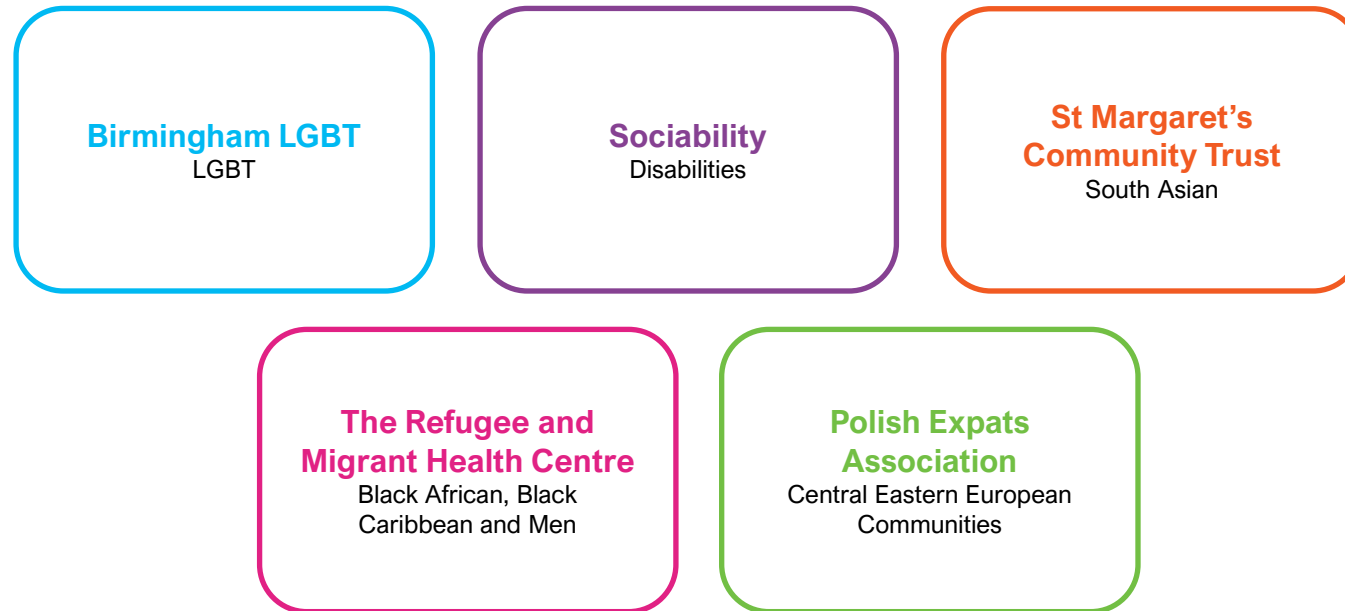 Birmingham LGBT
LGBT
Sociability
Disabilities
St Margaret’s
Community Trust
South Asian
The Refugee and
Migrant Health Centre
Black African, Black
Caribbean and Men
Polish Expats
Association
Central Eastern European
Communities